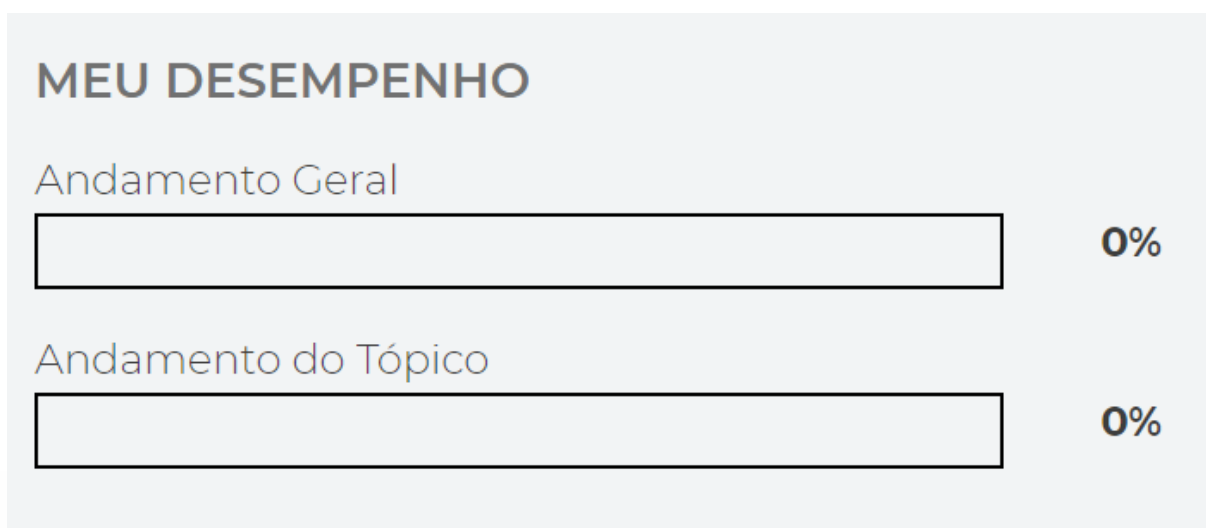 MEU DESEMPENHO
Andamento Geral
0%
Andamento do Tópico
0%